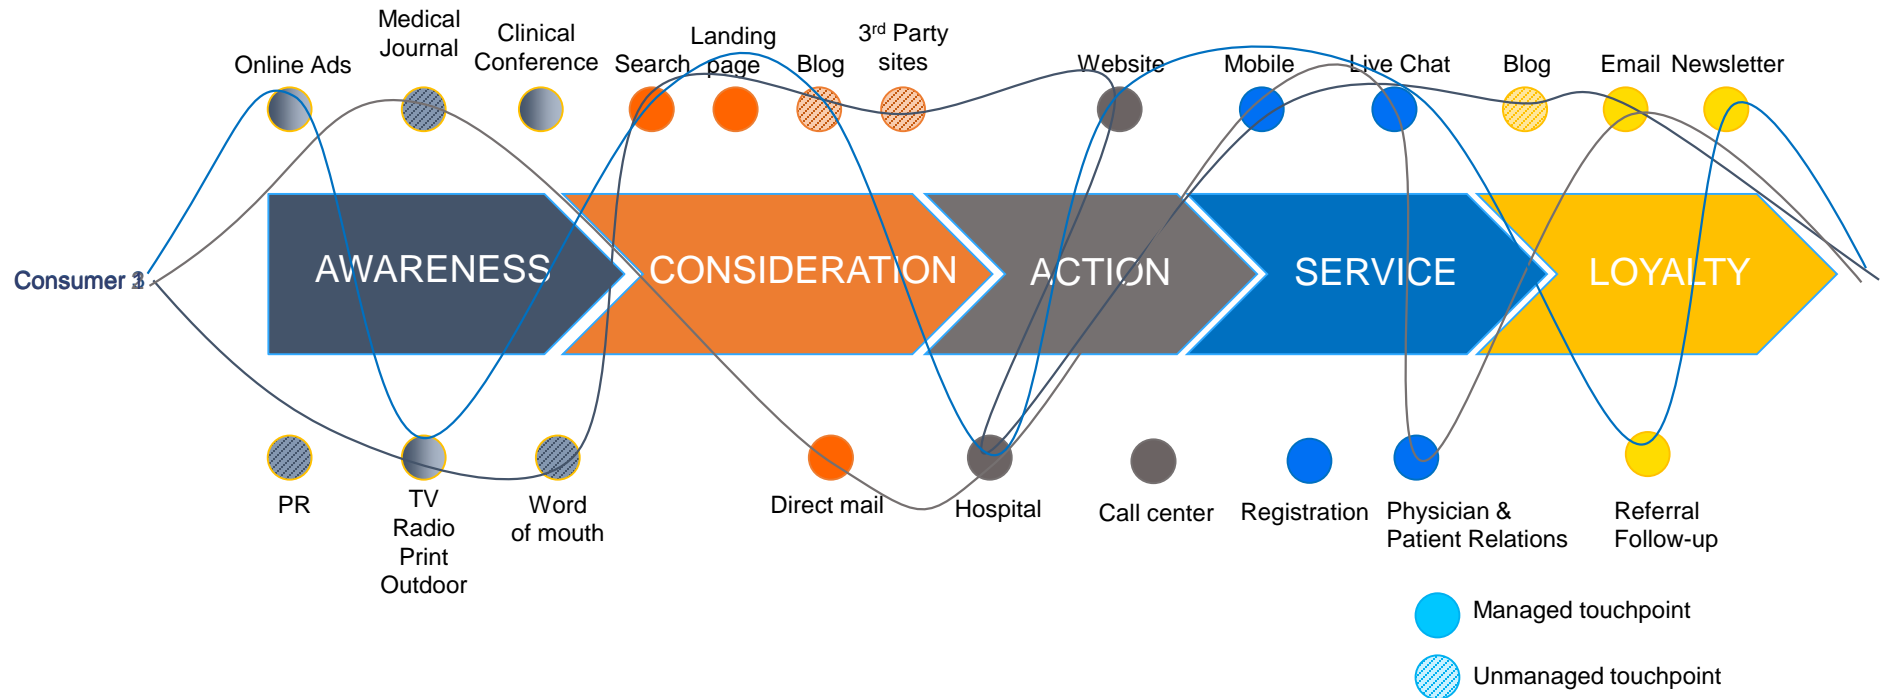 Medical
Journal
Clinical
Conference
Landing
page
3rd Party
sites
Online Ads
Search
Blog
Website
Mobile
Live Chat
Blog
Email
Newsletter
AWARENESS
CONSIDERATION
ACTION
SERVICE
LOYALTY
Consumer
PR
TV
Radio
Print
Outdoor
Word
of mouth
Direct mail
Hospital
Call center
Registration
Physician &
Patient Relations
Referral
Follow-up
Managed touchpoint
Unmanaged touchpoint